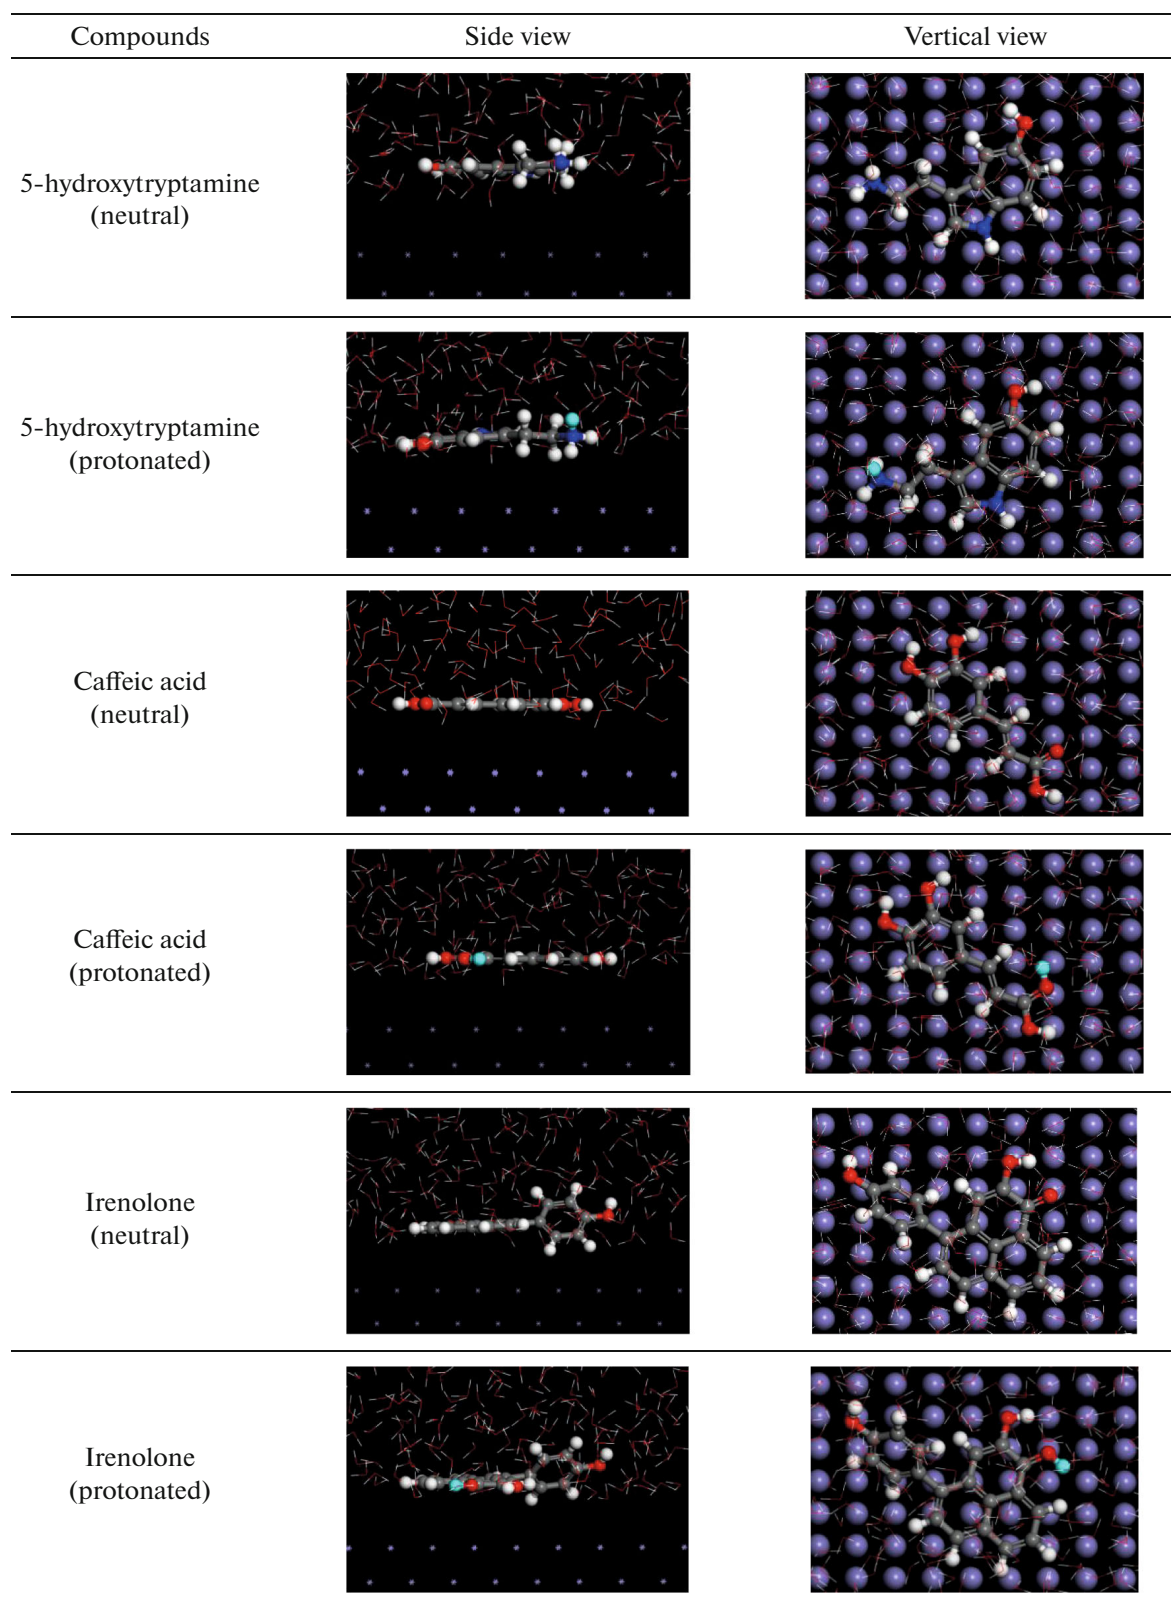 Compounds
Side view
Vertical view
5-hydroxytryptamine
(neutral)
5-hydroxytryptamine
(protonated)
Caffeic acid
(neutral)
Caffeic acid
(protonated)
Irenolone
(neutral)
Irenolone
(protonated)